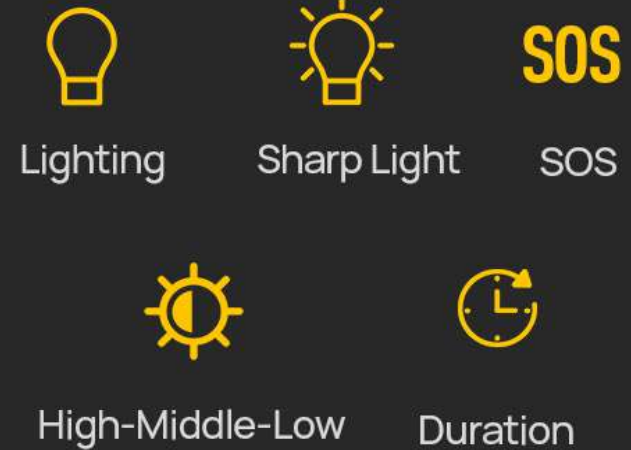 SOS
Lighting
Sharp Light
SOS
High-Middle-Low
Duration